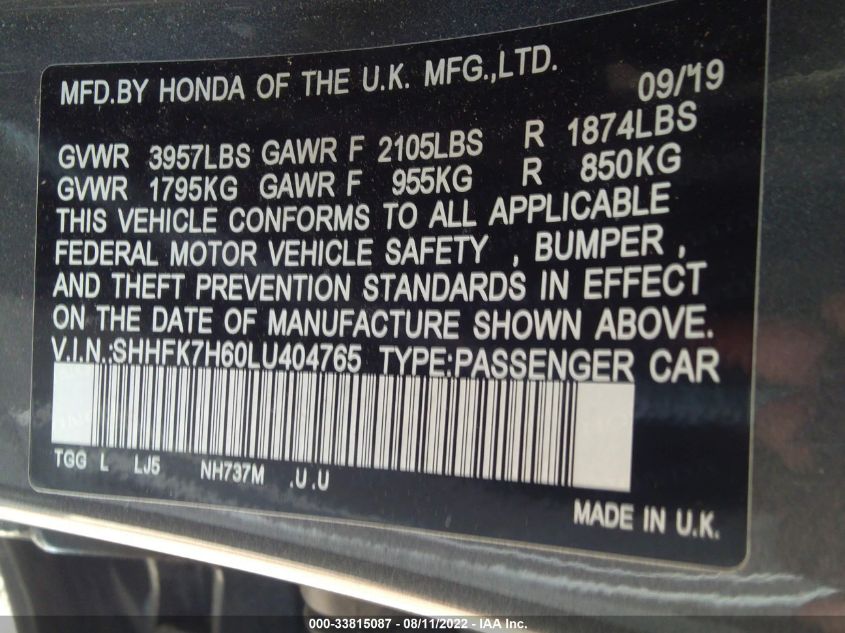 MFD.BY HONDA OF THE U.K. MFG.,LTD. 09/19
GVWR 3957LBS GAWR F 2105LBS R 1874LBS
GVWR 1795KG GAWR F 955KG R 850KG
THIS VEHICLE CONFORMS TO ALL APPLICABLE
FEDERAL MOTOR VEHICLE SAFETY , BUMPER ,
AND THEFT PREVENTION STANDARDS IN EFFECT
ON THE DATE OF MANUFACTURE SHOWN ABOVE.
V.I.N.:SHHFK7H60LU404765 TYPE:PASSENGER CAR
TGG L LJ5 NH737M .U .U
MADE IN U.K.
000-33815087 - 08/11/2022 - IAA Inc.